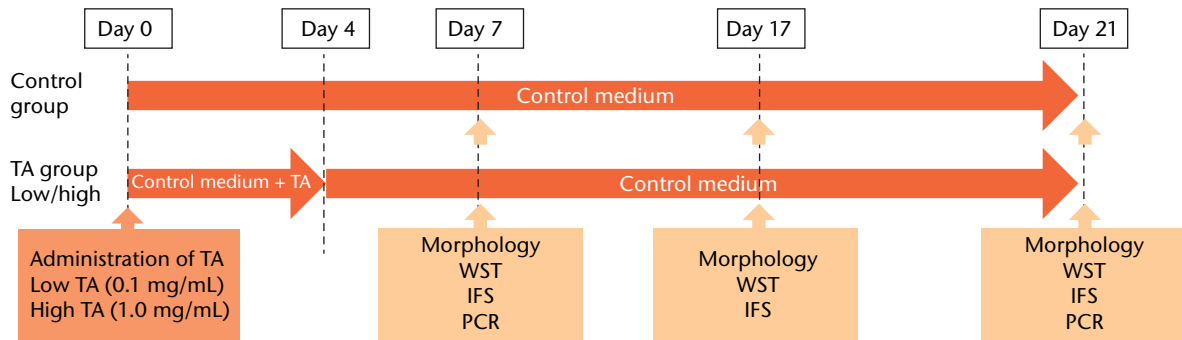 Day 0
Day 4
Day 7
Day 17
Day 21
Control
group
Control medium
TA group
Low/high
Control medium + TA
Control medium
Administration of TA
Low TA (0.1 mg/mL)
High TA (1.0 mg/mL)
Morphology
WST
IFS
PCR
Morphology
WST
IFS
Morphology
WST
IFS
PCR